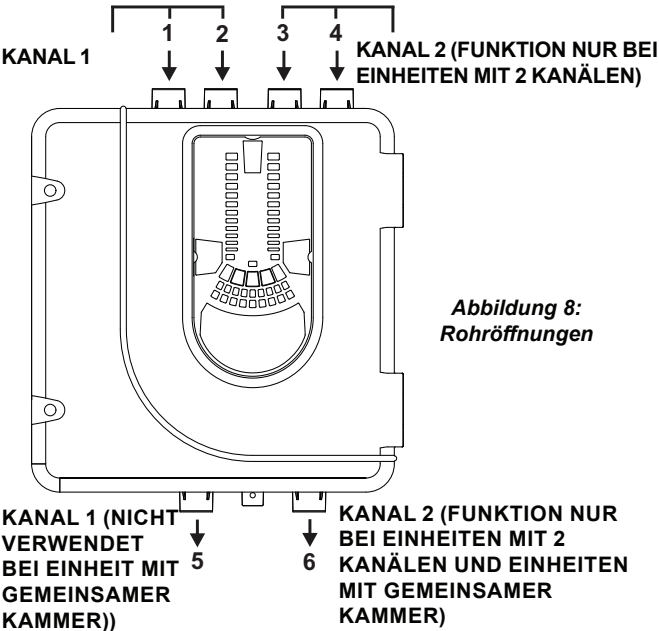 1 2 3 4
KANAL 1
KANAL 2 (FUNKTION NUR BEI
EINHEITEN MIT 2 KANÄLEN)
Abbildung 8:
Rohröffnungen
KANAL 1 (NICHT
VERWENDET
BEI EINHEIT MIT
GEMEINSAMER
KAMMER))
5
6
KANAL 2 (FUNKTION NUR
BEI EINHEITEN MIT 2
KANÄLEN UND EINHEITEN
MIT GEMEINSAMER
KAMMER)